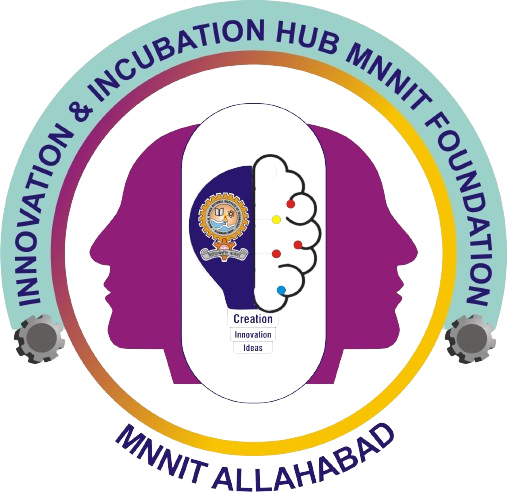 INNOVATION & INCUBATION HUB MNNIT FOUNDATION
Creation
Innovation
Ideas
MNNIT ALLAHABAD